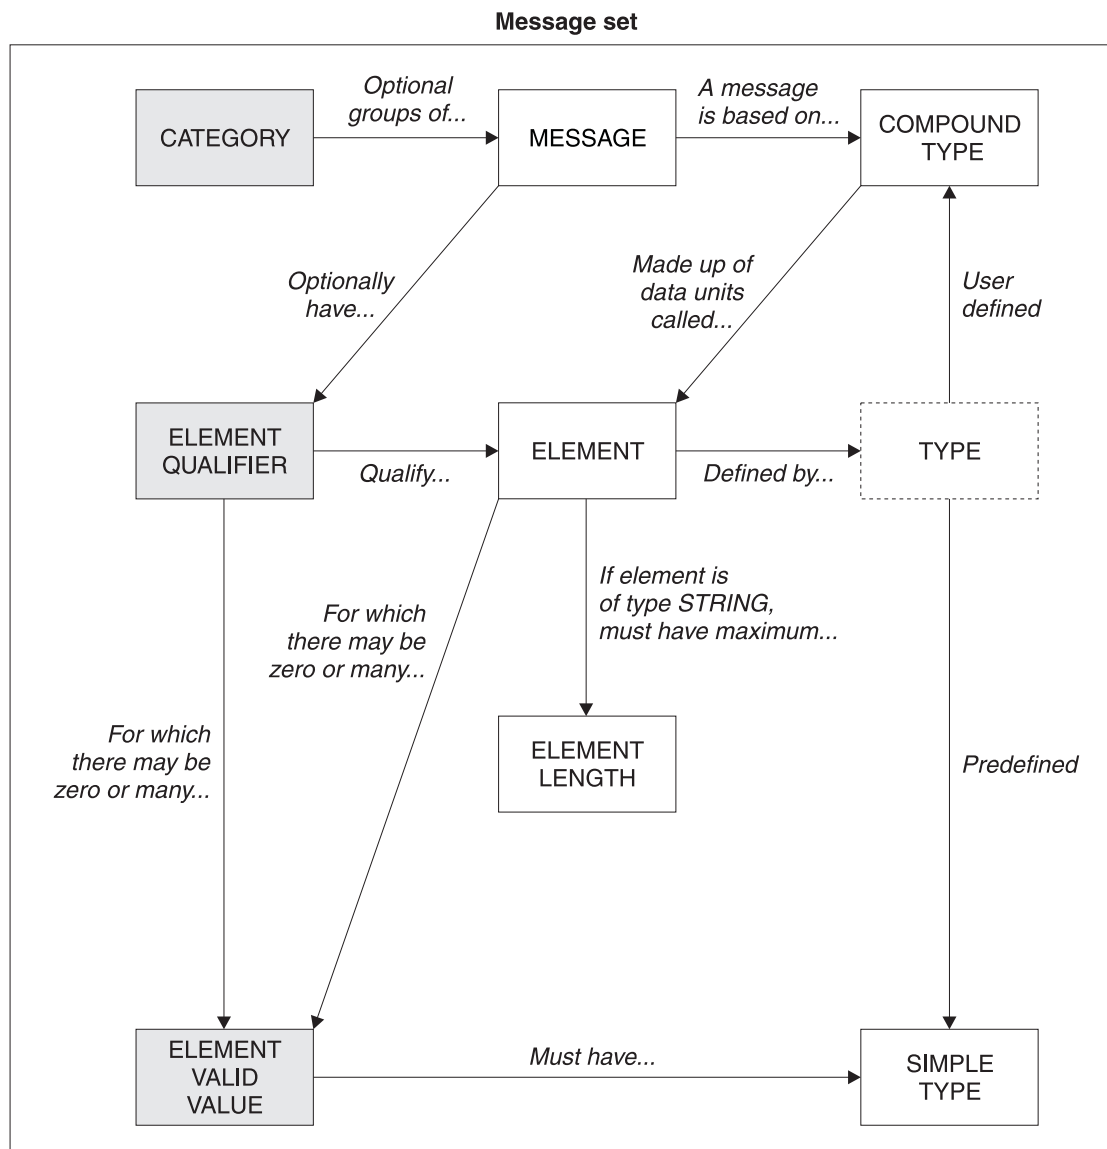 Message set
Optional
groups of...
A message
is based on...
CATEGORY
MESSAGE
COMPOUND
TYPE
Optionally
have...
Made up of
data units
called...
User
defined
ELEMENT
QUALIFIER
Qualify...
ELEMENT
Defined by...
TYPE
For which
there may be
zero or many...
If element is
of type STRING,
must have maximum...
For which
there may be
zero or many...
ELEMENT
LENGTH
Predefined
ELEMENT
VALID
VALUE
Must have...
SIMPLE
TYPE